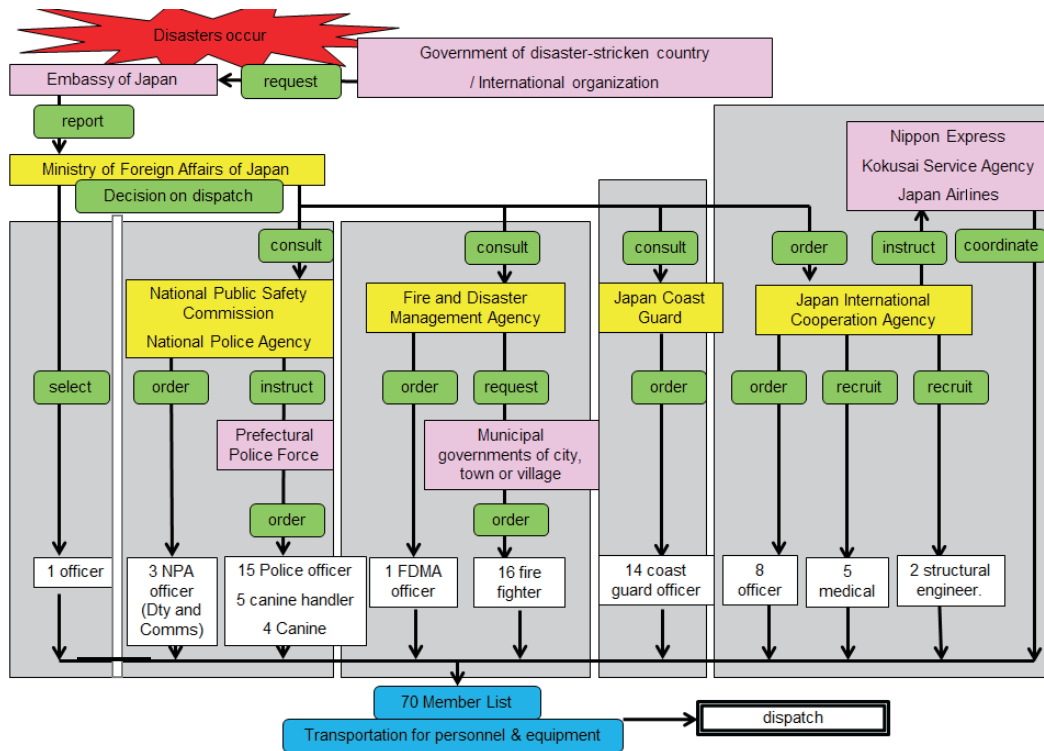 Disasters occur
Government of disaster-stricken country
/ International organization
request
Embassy of Japan
report
Ministry of Foreign Affairs of Japan
Decision on dispatch
Nippon Express
Kokusai Service Agency
Japan Airlines
consult
consult
consult
order
instruct
coordinate
National Public Safety
Commission
National Police Agency
Fire and Disaster
Management Agency
Japan Coast
Guard
Japan International
Cooperation Agency
select
order
instruct
order
request
order
order
recruit
recruit
Prefectural
Police Force
Municipal
governments of city,
town or village
order
order
1 officer
3 NPA
officer
(Dty and
Comms)
15 Police officer
5 canine handler
4 Canine
1 FDMA
officer
16 fire
fighter
14 coast
guard officer
8
officer
5
medical
2 structural
engineer.
70 Member List
Transportation for personnel & equipment
dispatch